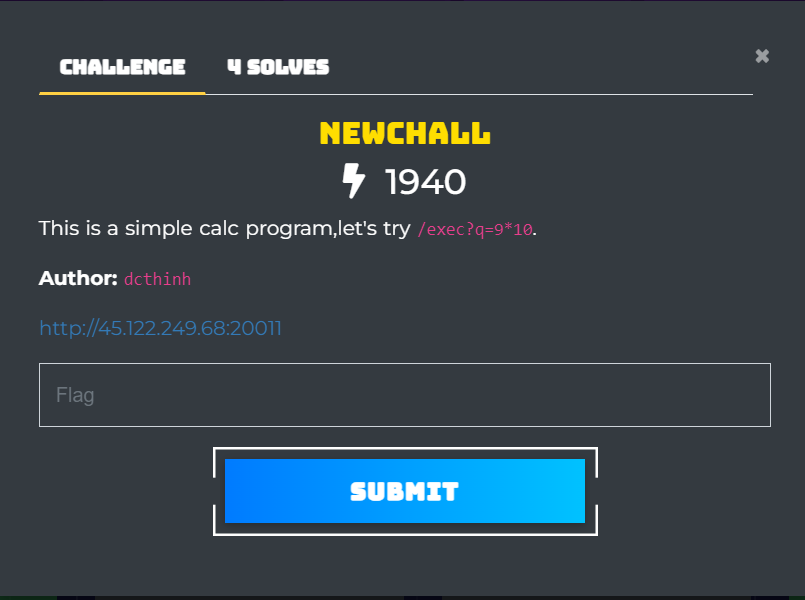 CHALLENGE 4 SOLVES
NEWCHALL
1940
This is a simple calc program,let's try /exec?q=9*10.
Author: dcthinh
http://45.122.249.68:20011
Flag
SUBMIT